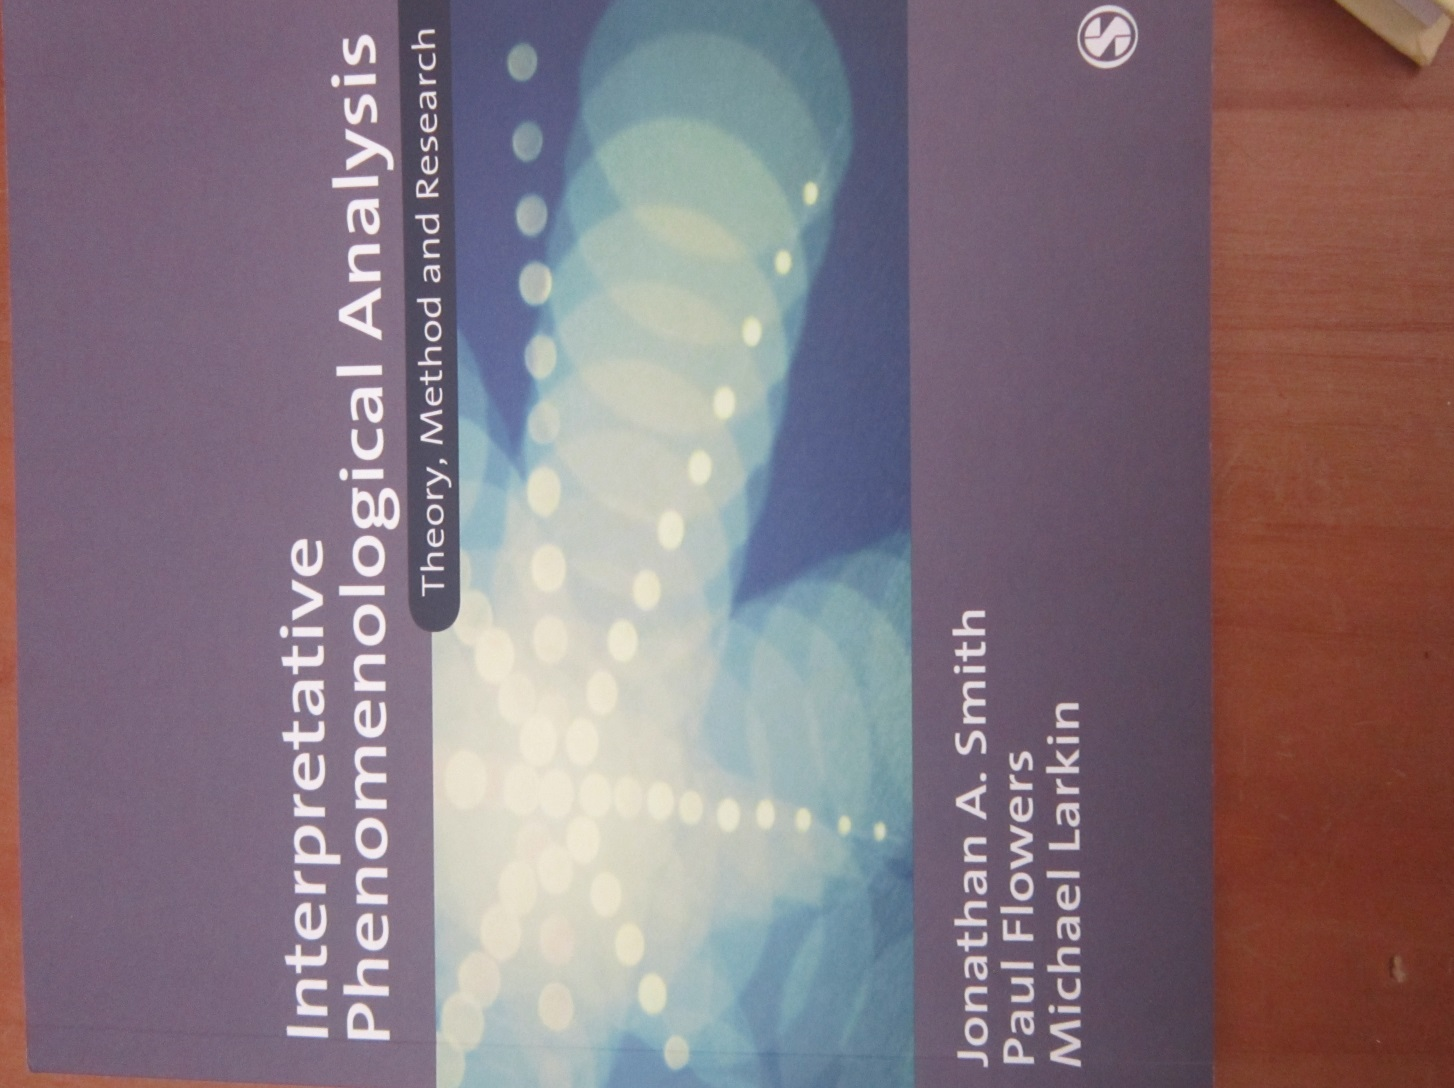 Interpretative
Phenomenological Analysis
Theory, Method and Research
Jonathan A. Smith
Paul Flowers
Michael Larkin